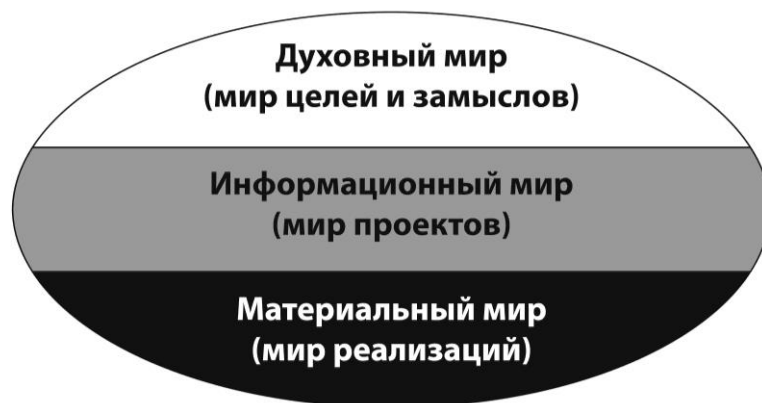 Духовный мир
(мир целей и замыслов)
Информационный мир
(мир проектов)
Материальный мир
(мир реализаций)